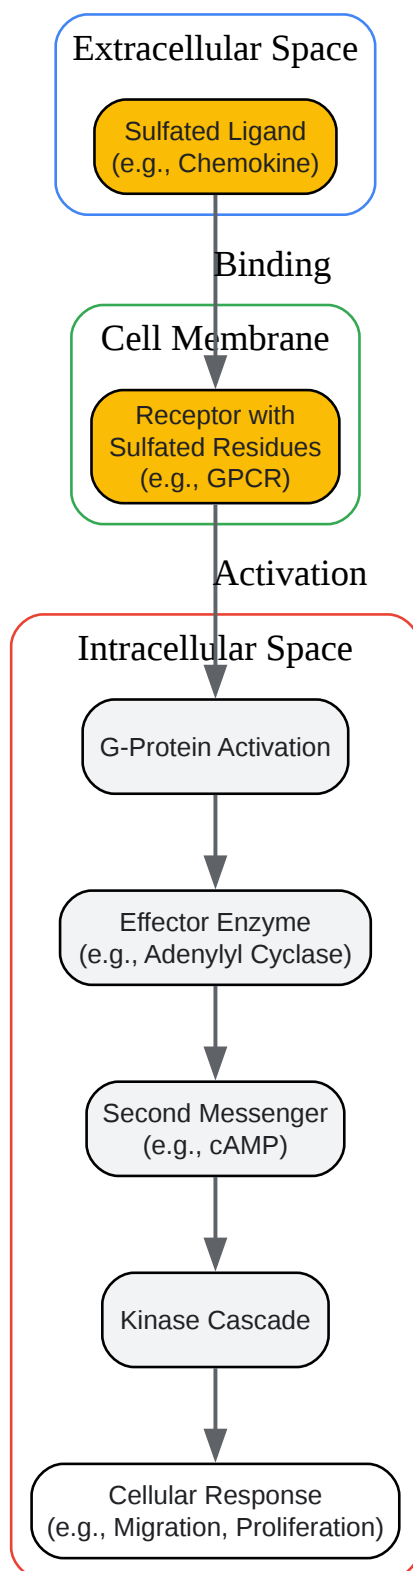 Extracellular Space
Sulfated Ligand
(e.g., Chemokine)
Binding
Cell Membrane
Receptor with
Sulfated Residues
(e.g., GPCR)
Activation
Intracellular Space
G-Protein Activation
Effector Enzyme
(e.g., Adenylyl Cyclase)
Second Messenger
(e.g., cAMP)
Kinase Cascade
Cellular Response
(e.g., Migration, Proliferation)